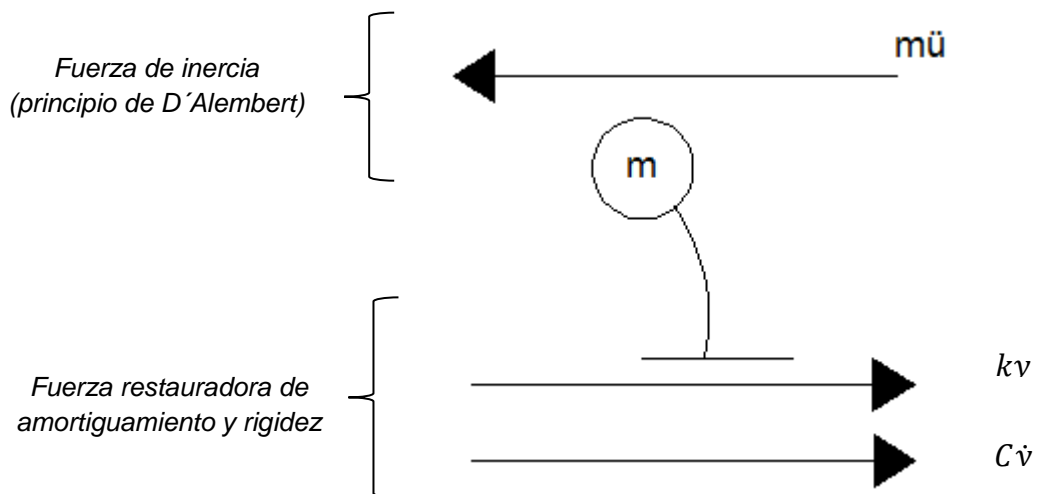 mü
Fuerza de inercia
(principio de D´Alembert)
m
kv
Fuerza restauradora de
amortiguamiento y rigidez
Cv̇